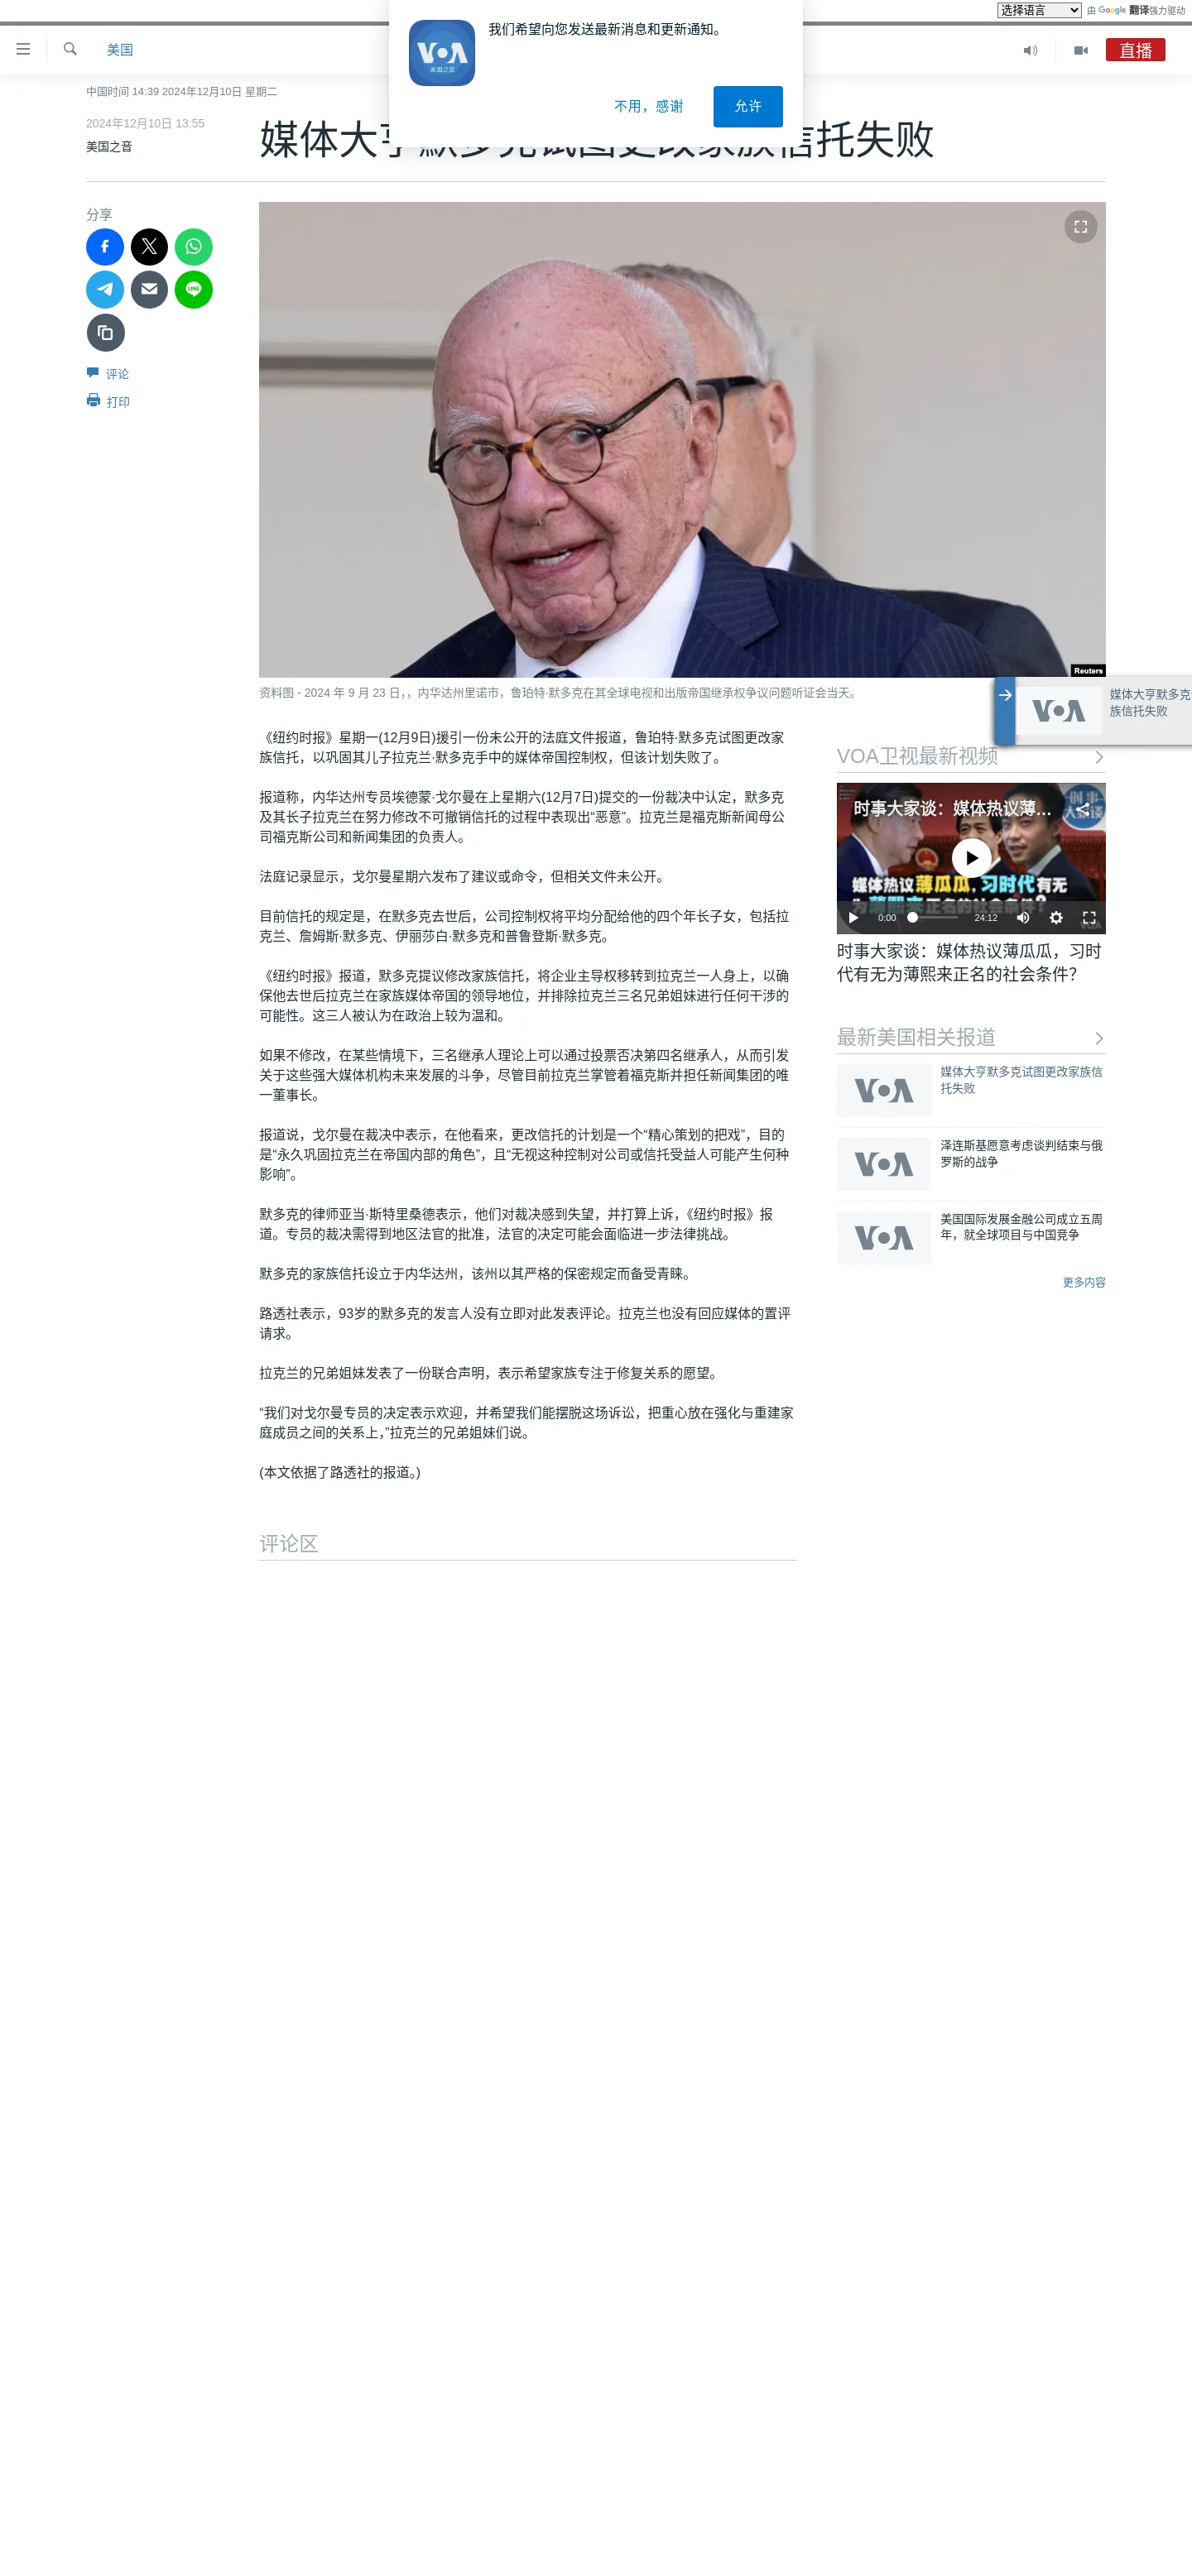 选择语言 由 Google 翻译强力驱动
我们希望向您发送最新消息和更新通知。
VOA
美国之音
不用，感谢
允许
美国
直播
中国时间 14:39 2024年12月10日 星期二
2024年12月10日 13:55
美国之音
媒体大亨默多克试图更改家族信托失败
分享
评论
打印
Reuters
资料图 - 2024 年 9 月 23 日，，内华达州里诺市，鲁珀特·默多克在其全球电视和出版帝国继承权争议问题听证会当天。
VOA
媒体大亨默多克
族信托失败
《纽约时报》星期一(12月9日)援引一份未公开的法庭文件报道，鲁珀特·默多克试图更改家
族信托，以巩固其儿子拉克兰·默多克手中的媒体帝国控制权，但该计划失败了。
报道称，内华达州专员埃德蒙·戈尔曼在上星期六(12月7日)提交的一份裁决中认定，默多克
及其长子拉克兰在努力修改不可撤销信托的过程中表现出“恶意”。拉克兰是福克斯新闻母公
司福克斯公司和新闻集团的负责人。
法庭记录显示，戈尔曼星期六发布了建议或命令，但相关文件未公开。
目前信托的规定是，在默多克去世后，公司控制权将平均分配给他的四个年长子女，包括拉
克兰、詹姆斯·默多克、伊丽莎白·默多克和普鲁登斯·默多克。
《纽约时报》报道，默多克提议修改家族信托，将企业主导权移转到拉克兰一人身上，以确
保他去世后拉克兰在家族媒体帝国的领导地位，并排除拉克兰三名兄弟姐妹进行任何干涉的
可能性。这三人被认为在政治上较为温和。
如果不修改，在某些情境下，三名继承人理论上可以通过投票否决第四名继承人，从而引发
关于这些强大媒体机构未来发展的斗争，尽管目前拉克兰掌管着福克斯并担任新闻集团的唯
一董事长。
报道说，戈尔曼在裁决中表示，在他看来，更改信托的计划是一个“精心策划的把戏”，目的
是“永久巩固拉克兰在帝国内部的角色”，且“无视这种控制对公司或信托受益人可能产生何种
影响”。
默多克的律师亚当·斯特里桑德表示，他们对裁决感到失望，并打算上诉，《纽约时报》报
道。专员的裁决需得到地区法官的批准，法官的决定可能会面临进一步法律挑战。
默多克的家族信托设立于内华达州，该州以其严格的保密规定而备受青睐。
路透社表示，93岁的默多克的发言人没有立即对此发表评论。拉克兰也没有回应媒体的置评
请求。
拉克兰的兄弟姐妹发表了一份联合声明，表示希望家族专注于修复关系的愿望。
“我们对戈尔曼专员的决定表示欢迎，并希望我们能摆脱这场诉讼，把重心放在强化与重建家
庭成员之间的关系上，”拉克兰的兄弟姐妹们说。
(本文依据了路透社的报道。)
评论区
VOA卫视最新视频
时事大家谈：媒体热议薄…
时事
大家谈
媒体热议薄瓜瓜，习时代有无
为薄熙来正名的社会条件？
0:00
24:12
VOA
时事大家谈：媒体热议薄瓜瓜，习时
代有无为薄熙来正名的社会条件？
最新美国相关报道
VOA
媒体大亨默多克试图更改家族信
托失败
VOA
泽连斯基愿意考虑谈判结束与俄
罗斯的战争
VOA
美国国际发展金融公司成立五周
年，就全球项目与中国竞争
更多内容